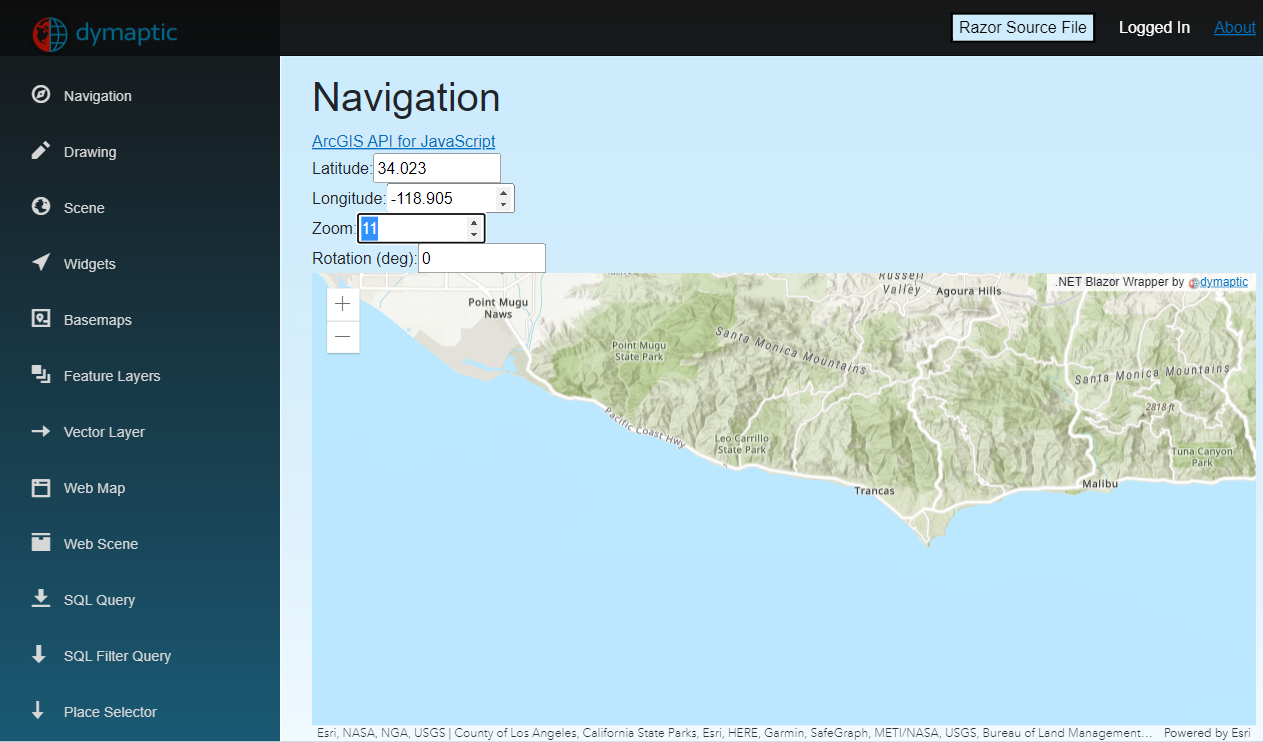 dymaptic
Razor Source File
Logged In
About
Navigation
Drawing
Scene
Widgets
Basemaps
Feature Layers
Vector Layer
Web Map
Web Scene
SQL Query
SQL Filter Query
Place Selector
Navigation
ArcGIS API for JavaScript
Latitude: 34.023
Longitude: -118.905
Zoom: 11
Rotation (deg): 0
.NET Blazor Wrapper by dymaptic
Russell
Valley
Agoura Hills
Point Mugu
Naws
Point Mugu
State Park
Santa Monica Mountains
Santa Monica Mountains
2818 ft
Pacific Coast Hwy
Leo Carrillo
State Park
Tuna Canyon
Park
Trancas
Malibu
Esri, NASA, NGA, USGS | County of Los Angeles, California State Parks, Esri, HERE, Garmin, SafeGraph, METI/NASA, USGS, Bureau of Land Management...
Powered by Esri